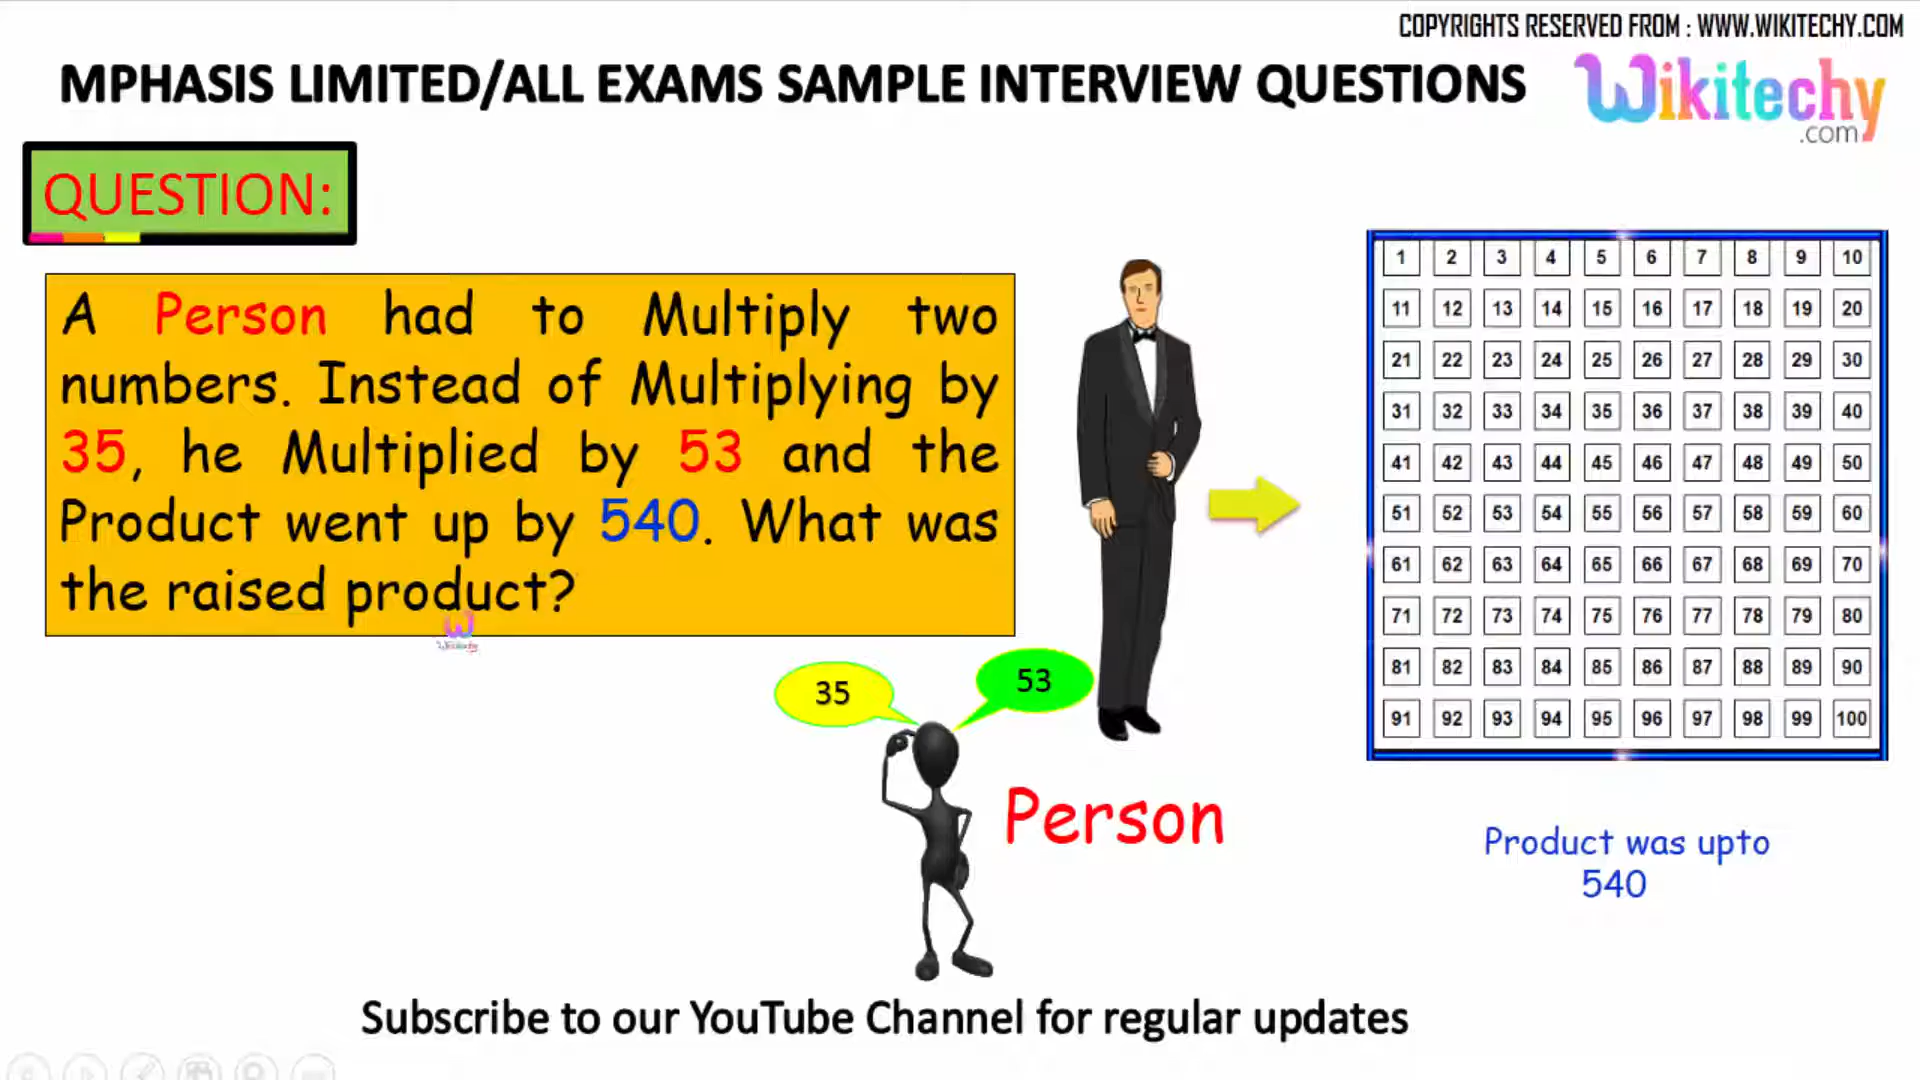 COPYRIGHTS RESERVED FROM : WWW.WIKITECHY.COM
MPHASIS LIMITED/ALL EXAMS SAMPLE INTERVIEW QUESTIONS
Wikitechy
.com
QUESTION:
A Person had to Multiply two
numbers. Instead of Multiplying by
35, he Multiplied by 53 and the
Product went up by 540. What was
the raised product?
W
Wikitechy
1 2 3 4 5 6 7 8 9 10
11 12 13 14 15 16 17 18 19 20
21 22 23 24 25 26 27 28 29 30
31 32 33 34 35 36 37 38 39 40
41 42 43 44 45 46 47 48 49 50
51 52 53 54 55 56 57 58 59 60
61 62 63 64 65 66 67 68 69 70
71 72 73 74 75 76 77 78 79 80
81 82 83 84 85 86 87 88 89 90
91 92 93 94 95 96 97 98 99 100
35
53
Person
Product was upto
540
Subscribe to our YouTube Channel for regular updates